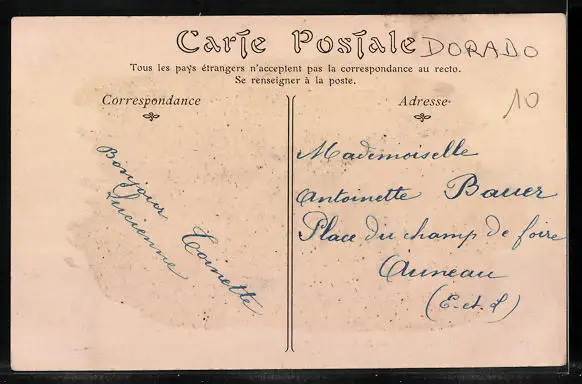 Carte Postale DORADO
Tous les pays étrangers n'acceptent pas la correspondance au recto.
Se renseigner à la poste.
10
Correspondance
Bonjour Toinette
Lucienne
Adresse
Mademoiselle
Antoinette Bauer
Place du champ de foire
Auneau
(E. et L)